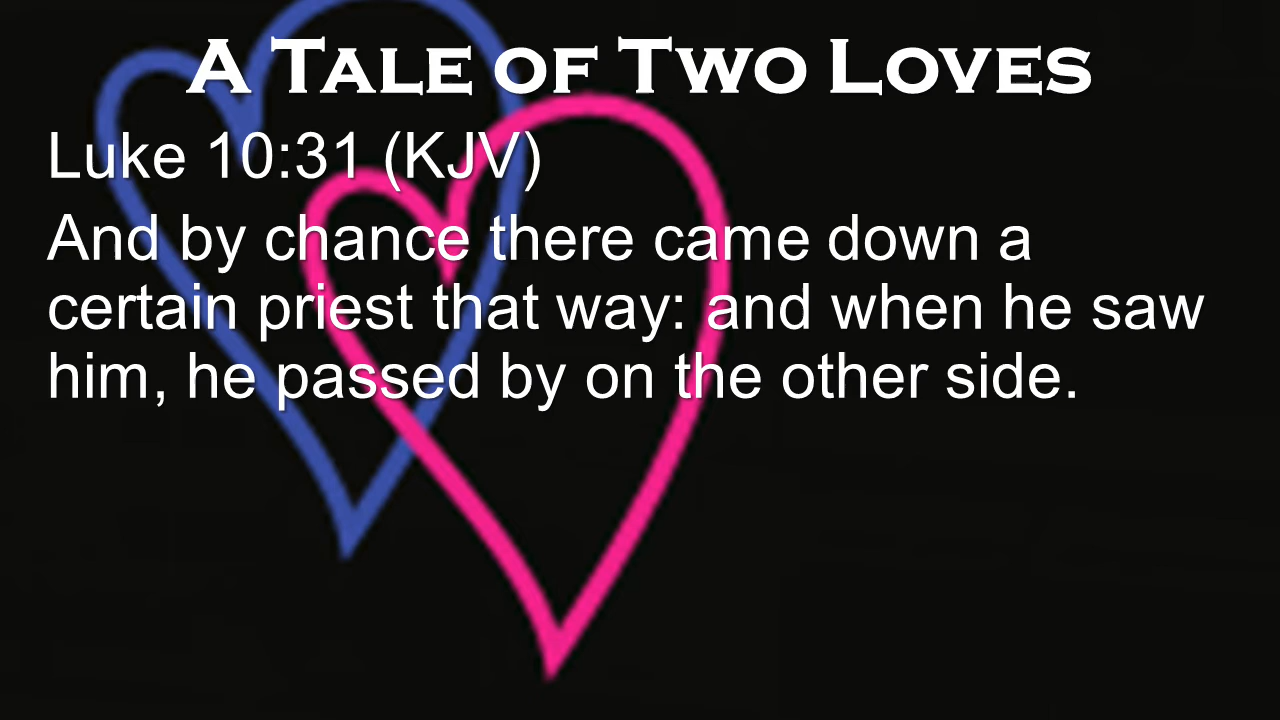 A Tale of Two Loves
Luke 10:31 (KJV)
And by chance there came down a
certain priest that way: and when he saw
him, he passed by on the other side.